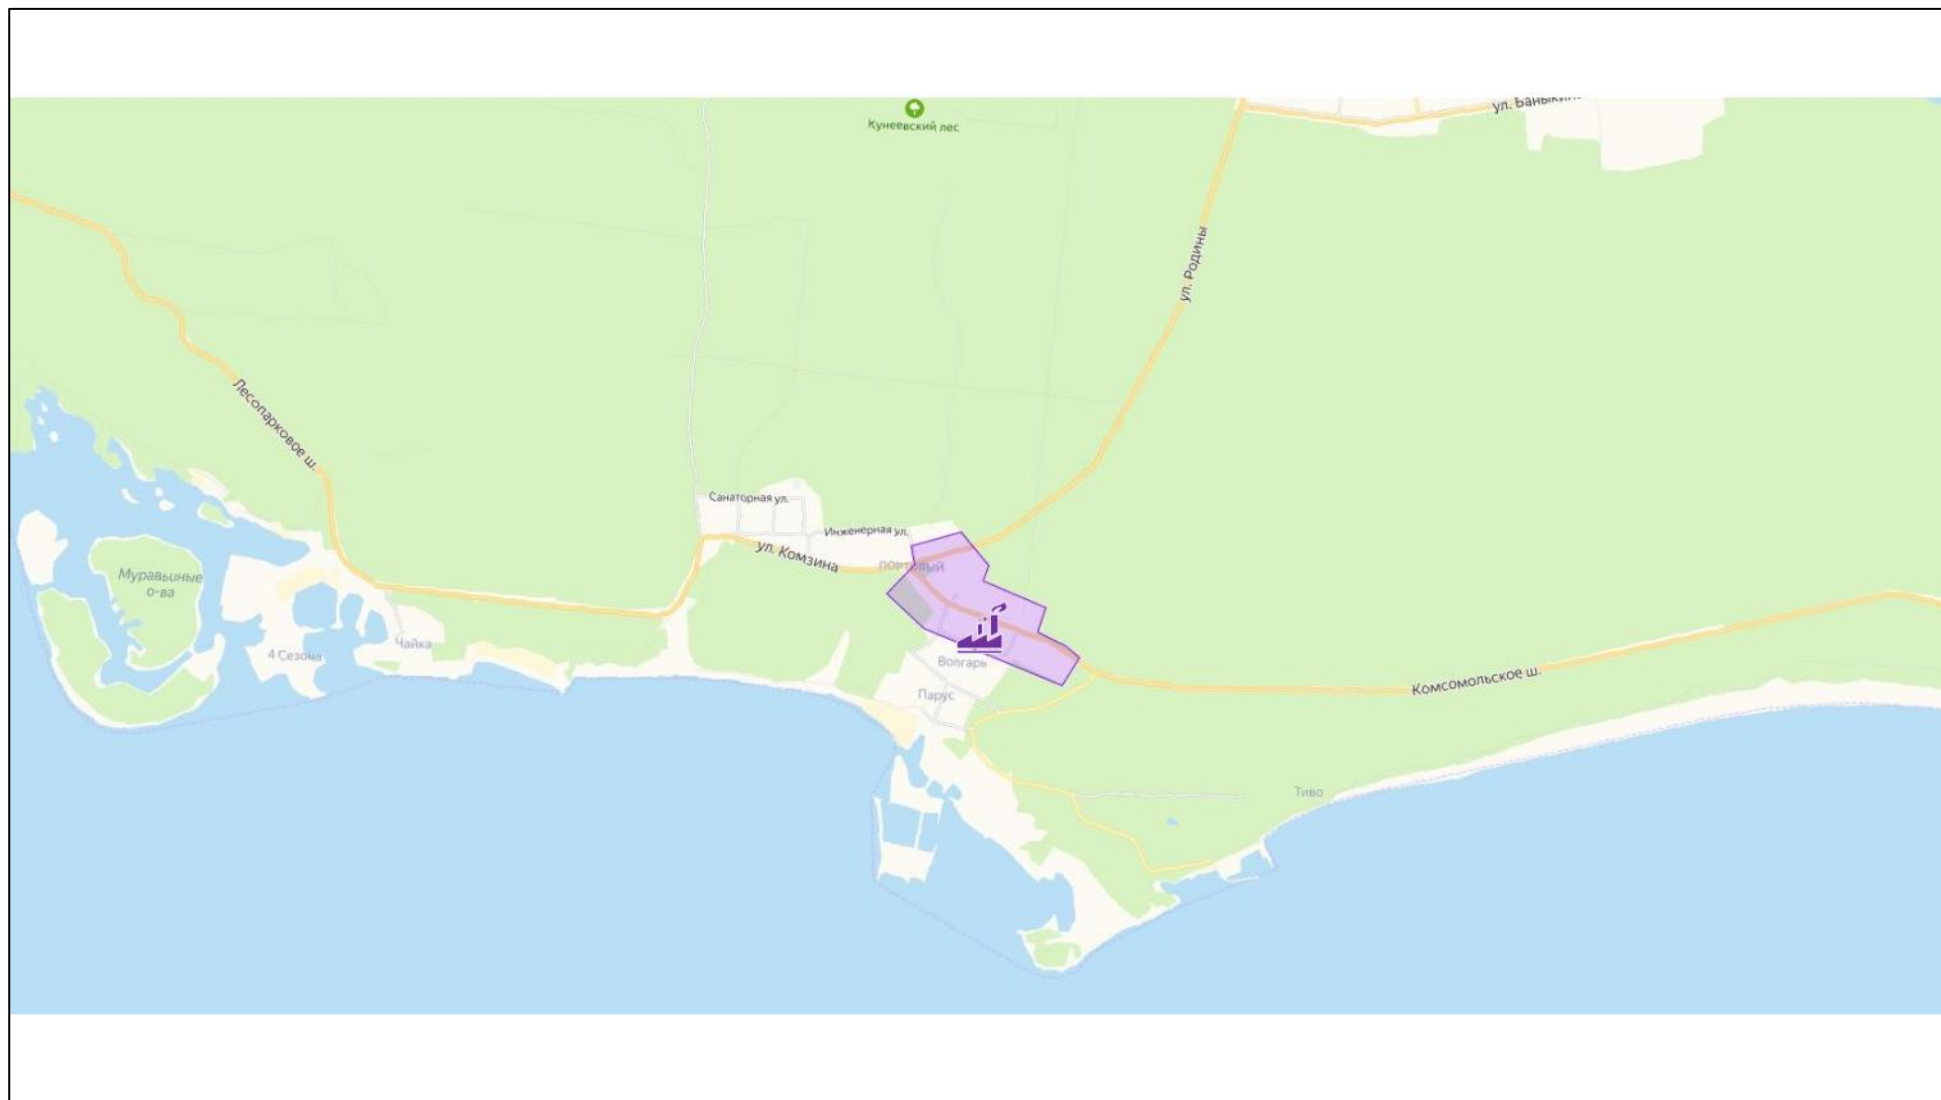 ул. Баныкина
Кунеевский лес
ул. Родины
Лесопарковое ш.
Санаторная ул.
Инженерная ул.
ул. Комзина
ПОРТОВЫЙ
Муравьиные
о-ва
Чайка
4 Сезона
Волгарь
Комсомольское ш.
Парус
Тиво